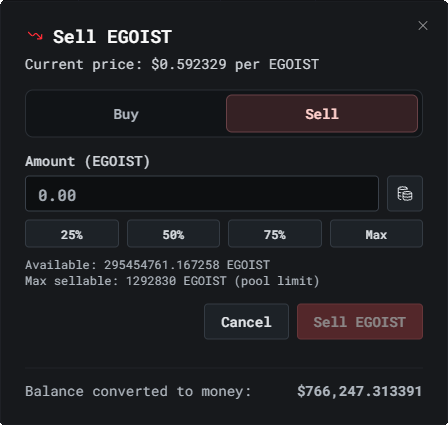 Sell EGOIST
Current price: $0.592329 per EGOIST
Buy
Sell
Amount (EGOIST)
0.00
25%
50%
75%
Max
Available: 295454761.167258 EGOIST
Max sellable: 1292830 EGOIST (pool limit)
Cancel
Sell EGOIST
Balance converted to money: $766,247.313391